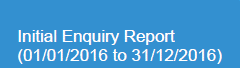 Initial Enquiry Report
(01/01/2016 to 31/12/2016)